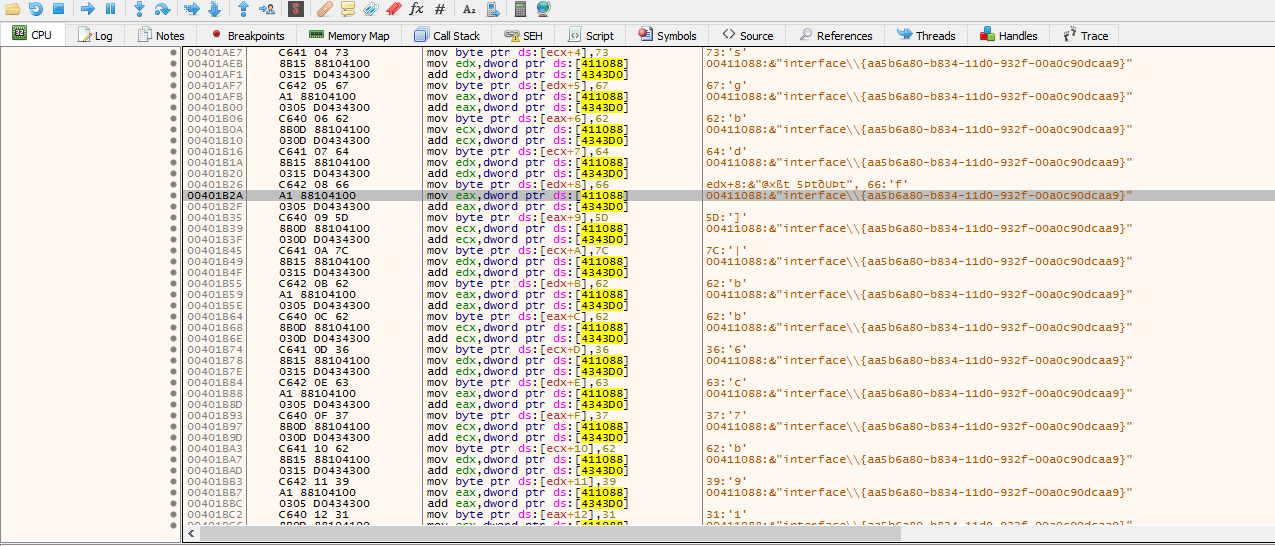 CPU Log Notes Breakpoints Memory Map Call Stack SEH Script Symbols Source References Threads Handles Trace
00401AE7 C641 04 73 mov byte ptr ds:[ecx+4],73 73:'s'
00401AEB 8B15 88104100 mov edx,dword ptr ds:[411088] 00411088:&"interface\\{aa5b6a80-b834-11d0-932f-00a0c90dcaa9}"
00401AF1 0315 D0434300 add edx,dword ptr ds:[4343D0]
00401AF7 C642 05 67 mov byte ptr ds:[edx+5],67 67:'g'
00401AFB A1 88104100 mov eax,dword ptr ds:[411088] 00411088:&"interface\\{aa5b6a80-b834-11d0-932f-00a0c90dcaa9}"
00401B00 0305 D0434300 add eax,dword ptr ds:[4343D0]
00401B06 C640 06 62 mov byte ptr ds:[eax+6],62 62:'b'
00401B0A 8B0D 88104100 mov ecx,dword ptr ds:[411088] 00411088:&"interface\\{aa5b6a80-b834-11d0-932f-00a0c90dcaa9}"
00401B10 030D D0434300 add ecx,dword ptr ds:[4343D0]
00401B16 C641 07 64 mov byte ptr ds:[ecx+7],64 64:'d'
00401B1A 8B15 88104100 mov edx,dword ptr ds:[411088] 00411088:&"interface\\{aa5b6a80-b834-11d0-932f-00a0c90dcaa9}"
00401B20 0315 D0434300 add edx,dword ptr ds:[4343D0]
00401B26 C642 08 66 mov byte ptr ds:[edx+8],66 edx+8:&"@xßt 5ÞtðUÞt", 66:'f'
00401B2A A1 88104100 mov eax,dword ptr ds:[411088] 00411088:&"interface\\{aa5b6a80-b834-11d0-932f-00a0c90dcaa9}"
00401B2F 0305 D0434300 add eax,dword ptr ds:[4343D0]
00401B35 C640 09 5D mov byte ptr ds:[eax+9],5D 5D:']'
00401B39 8B0D 88104100 mov ecx,dword ptr ds:[411088] 00411088:&"interface\\{aa5b6a80-b834-11d0-932f-00a0c90dcaa9}"
00401B3F 030D D0434300 add ecx,dword ptr ds:[4343D0]
00401B45 C641 0A 7C mov byte ptr ds:[ecx+A],7C 7C:'|'
00401B49 8B15 88104100 mov edx,dword ptr ds:[411088] 00411088:&"interface\\{aa5b6a80-b834-11d0-932f-00a0c90dcaa9}"
00401B4F 0315 D0434300 add edx,dword ptr ds:[4343D0]
00401B55 C642 0B 62 mov byte ptr ds:[edx+B],62 62:'b'
00401B59 A1 88104100 mov eax,dword ptr ds:[411088] 00411088:&"interface\\{aa5b6a80-b834-11d0-932f-00a0c90dcaa9}"
00401B5E 0305 D0434300 add eax,dword ptr ds:[4343D0]
00401B64 C640 0C 62 mov byte ptr ds:[eax+C],62 62:'b'
00401B68 8B0D 88104100 mov ecx,dword ptr ds:[411088] 00411088:&"interface\\{aa5b6a80-b834-11d0-932f-00a0c90dcaa9}"
00401B6E 030D D0434300 add ecx,dword ptr ds:[4343D0]
00401B74 C641 0D 36 mov byte ptr ds:[ecx+D],36 36:'6'
00401B78 8B15 88104100 mov edx,dword ptr ds:[411088] 00411088:&"interface\\{aa5b6a80-b834-11d0-932f-00a0c90dcaa9}"
00401B7E 0315 D0434300 add edx,dword ptr ds:[4343D0]
00401B84 C642 0E 63 mov byte ptr ds:[edx+E],63 63:'c'
00401B88 A1 88104100 mov eax,dword ptr ds:[411088] 00411088:&"interface\\{aa5b6a80-b834-11d0-932f-00a0c90dcaa9}"
00401B8D 0305 D0434300 add eax,dword ptr ds:[4343D0]
00401B93 C640 0F 37 mov byte ptr ds:[eax+F],37 37:'7'
00401B97 8B0D 88104100 mov ecx,dword ptr ds:[411088] 00411088:&"interface\\{aa5b6a80-b834-11d0-932f-00a0c90dcaa9}"
00401B9D 030D D0434300 add ecx,dword ptr ds:[4343D0]
00401BA3 C641 10 62 mov byte ptr ds:[ecx+10],62 62:'b'
00401BA7 8B15 88104100 mov edx,dword ptr ds:[411088] 00411088:&"interface\\{aa5b6a80-b834-11d0-932f-00a0c90dcaa9}"
00401BAD 0315 D0434300 add edx,dword ptr ds:[4343D0]
00401BB3 C642 11 39 mov byte ptr ds:[edx+11],39 39:'9'
00401BB7 A1 88104100 mov eax,dword ptr ds:[411088] 00411088:&"interface\\{aa5b6a80-b834-11d0-932f-00a0c90dcaa9}"
00401BBC 0305 D0434300 add eax,dword ptr ds:[4343D0]
00401BC2 C640 12 31 mov byte ptr ds:[eax+12],31 31:'1'